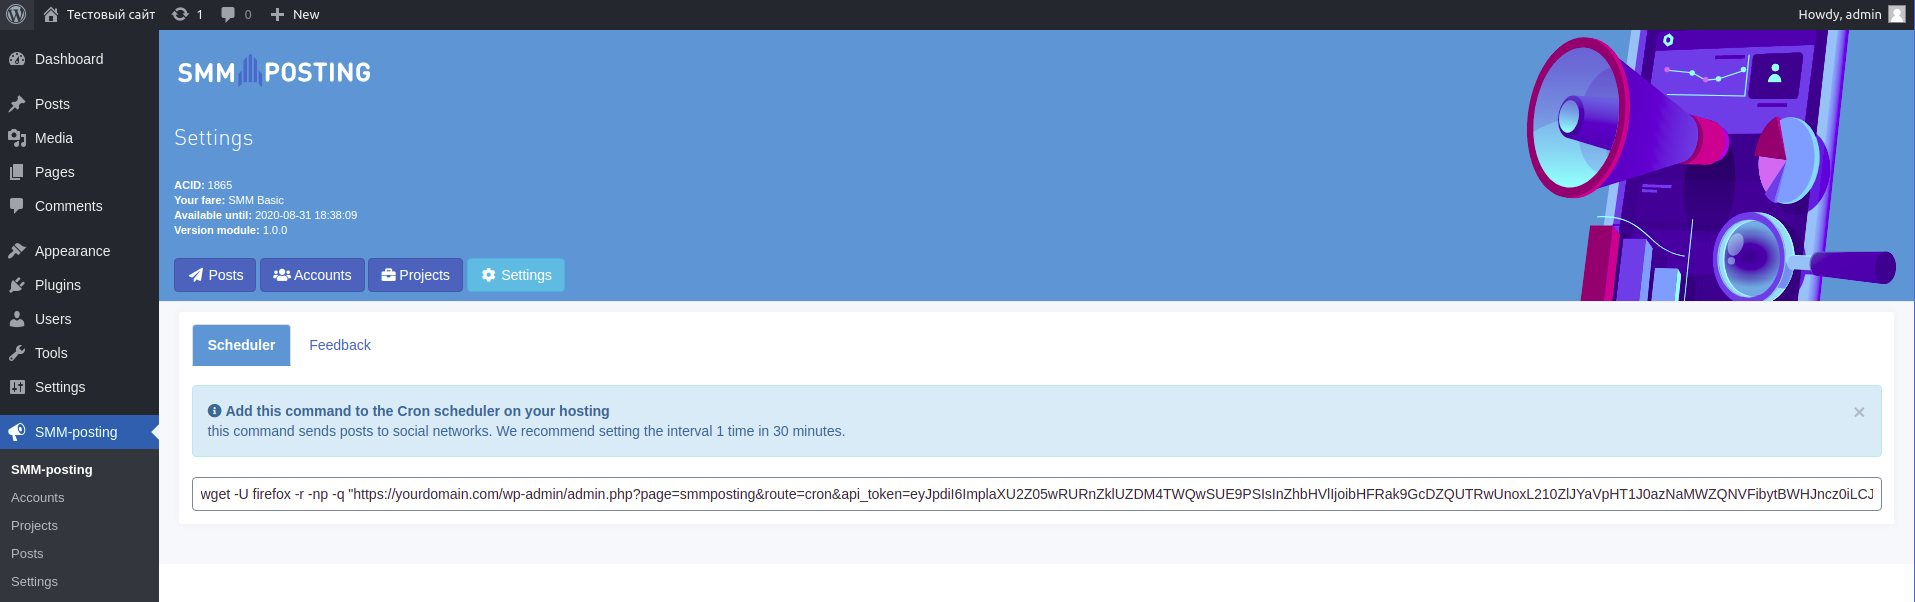 Тестовый сайт 1 0 New Howdy, admin
Dashboard
Posts
Media
Pages
Comments
Appearance
Plugins
Users
Tools
Settings
SMM-posting
SMM-posting
Accounts
Projects
Posts
Settings
SMM POSTING
Settings
ACID: 1865
Your fare: SMM Basic
Available until: 2020-08-31 18:38:09
Version module: 1.0.0
Posts Accounts Projects Settings
Scheduler Feedback
Add this command to the Cron scheduler on your hosting
this command sends posts to social networks. We recommend setting the interval 1 time in 30 minutes.
wget -U firefox -r -np -q "https://yourdomain.com/wp-admin/admin.php?page=smmposting&route=cron&api_token=eyJpdiI6ImplaXU2Z05wRURnZklUZDM4TWQwSUE9PSIsInZhbHVlIjoibHFRak9GcDZQUTRwUnoxL210ZlJYaVpHT1J0azNaMWZQNVFibytBWHJncz0iLCJ